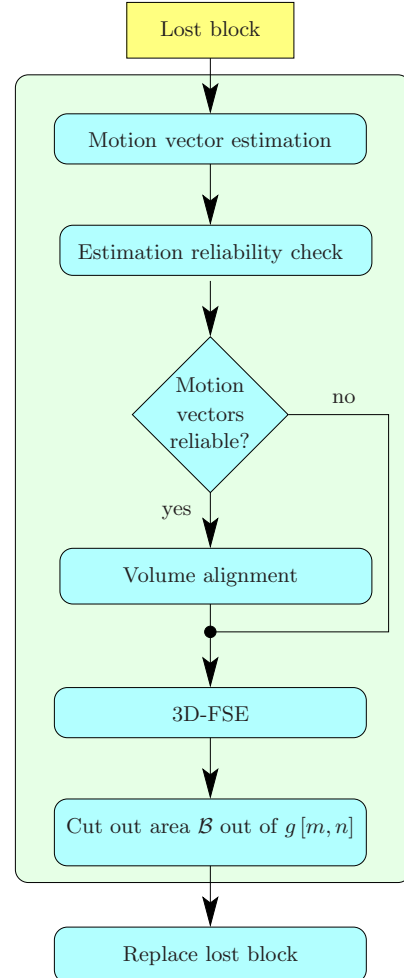 Lost block
Motion vector estimation
Estimation reliability check
Motion
vectors
reliable?
no
yes
Volume alignment
3D-FSE
Cut out area ℬ out of g [m, n]
Replace lost block